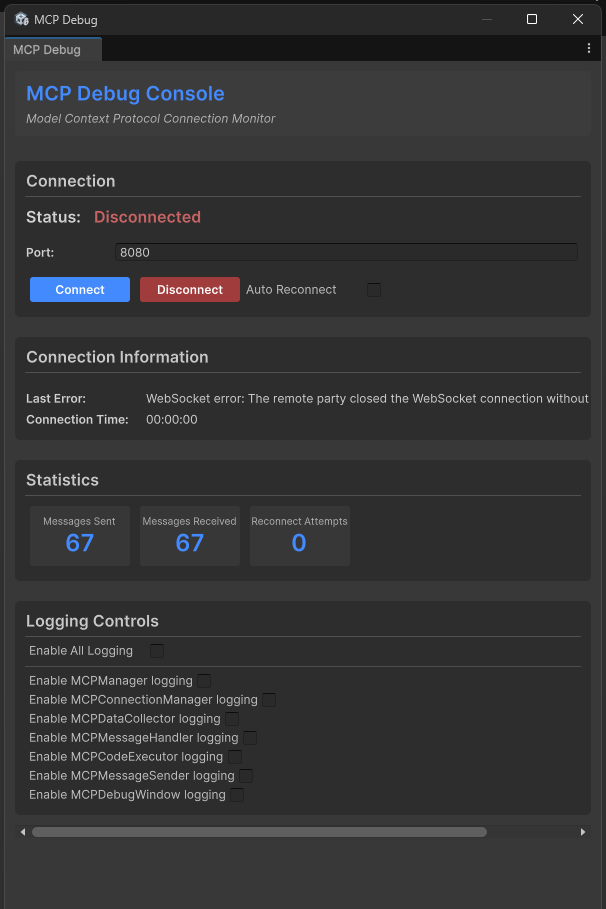 MCP Debug
MCP Debug
MCP Debug Console
Model Context Protocol Connection Monitor
Connection
Status: Disconnected
Port: 8080
Connect Disconnect Auto Reconnect
Connection Information
Last Error: WebSocket error: The remote party closed the WebSocket connection without
Connection Time: 00:00:00
Statistics
Messages Sent Messages Received Reconnect Attempts
67 67 0
Logging Controls
Enable All Logging
Enable MCPManager logging
Enable MCPConnectionManager logging
Enable MCPDataCollector logging
Enable MCPMessageHandler logging
Enable MCPCodeExecutor logging
Enable MCPMessageSender logging
Enable MCPDebugWindow logging